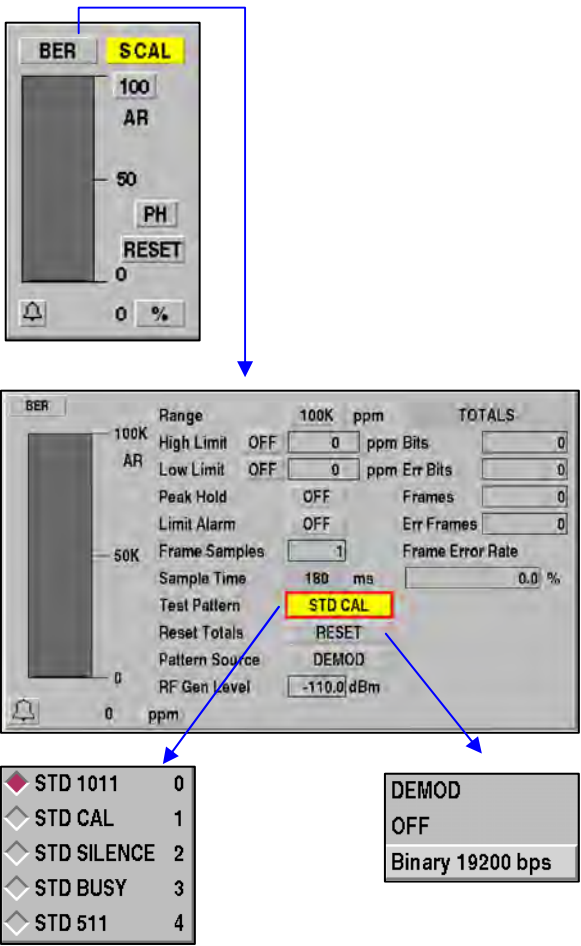 BER S CAL
100
AR
50
PH
RESET
0
0 %
BER
Range 100K ppm TOTALS
100K High Limit OFF 0 ppm Bits 0
AR Low Limit OFF 0 ppm Err Bits 0
Peak Hold OFF Frames 0
Limit Alarm OFF Err Frames 0
50K Frame Samples 1 Frame Error Rate
Sample Time 180 ms 0.0 %
Test Pattern STD CAL
Reset Totals RESET
Pattern Source DEMOD
0 RF Gen Level -110.0 dBm
0 ppm
STD 1011 0
STD CAL 1
STD SILENCE 2
STD BUSY 3
STD 511 4
DEMOD
OFF
Binary 19200 bps